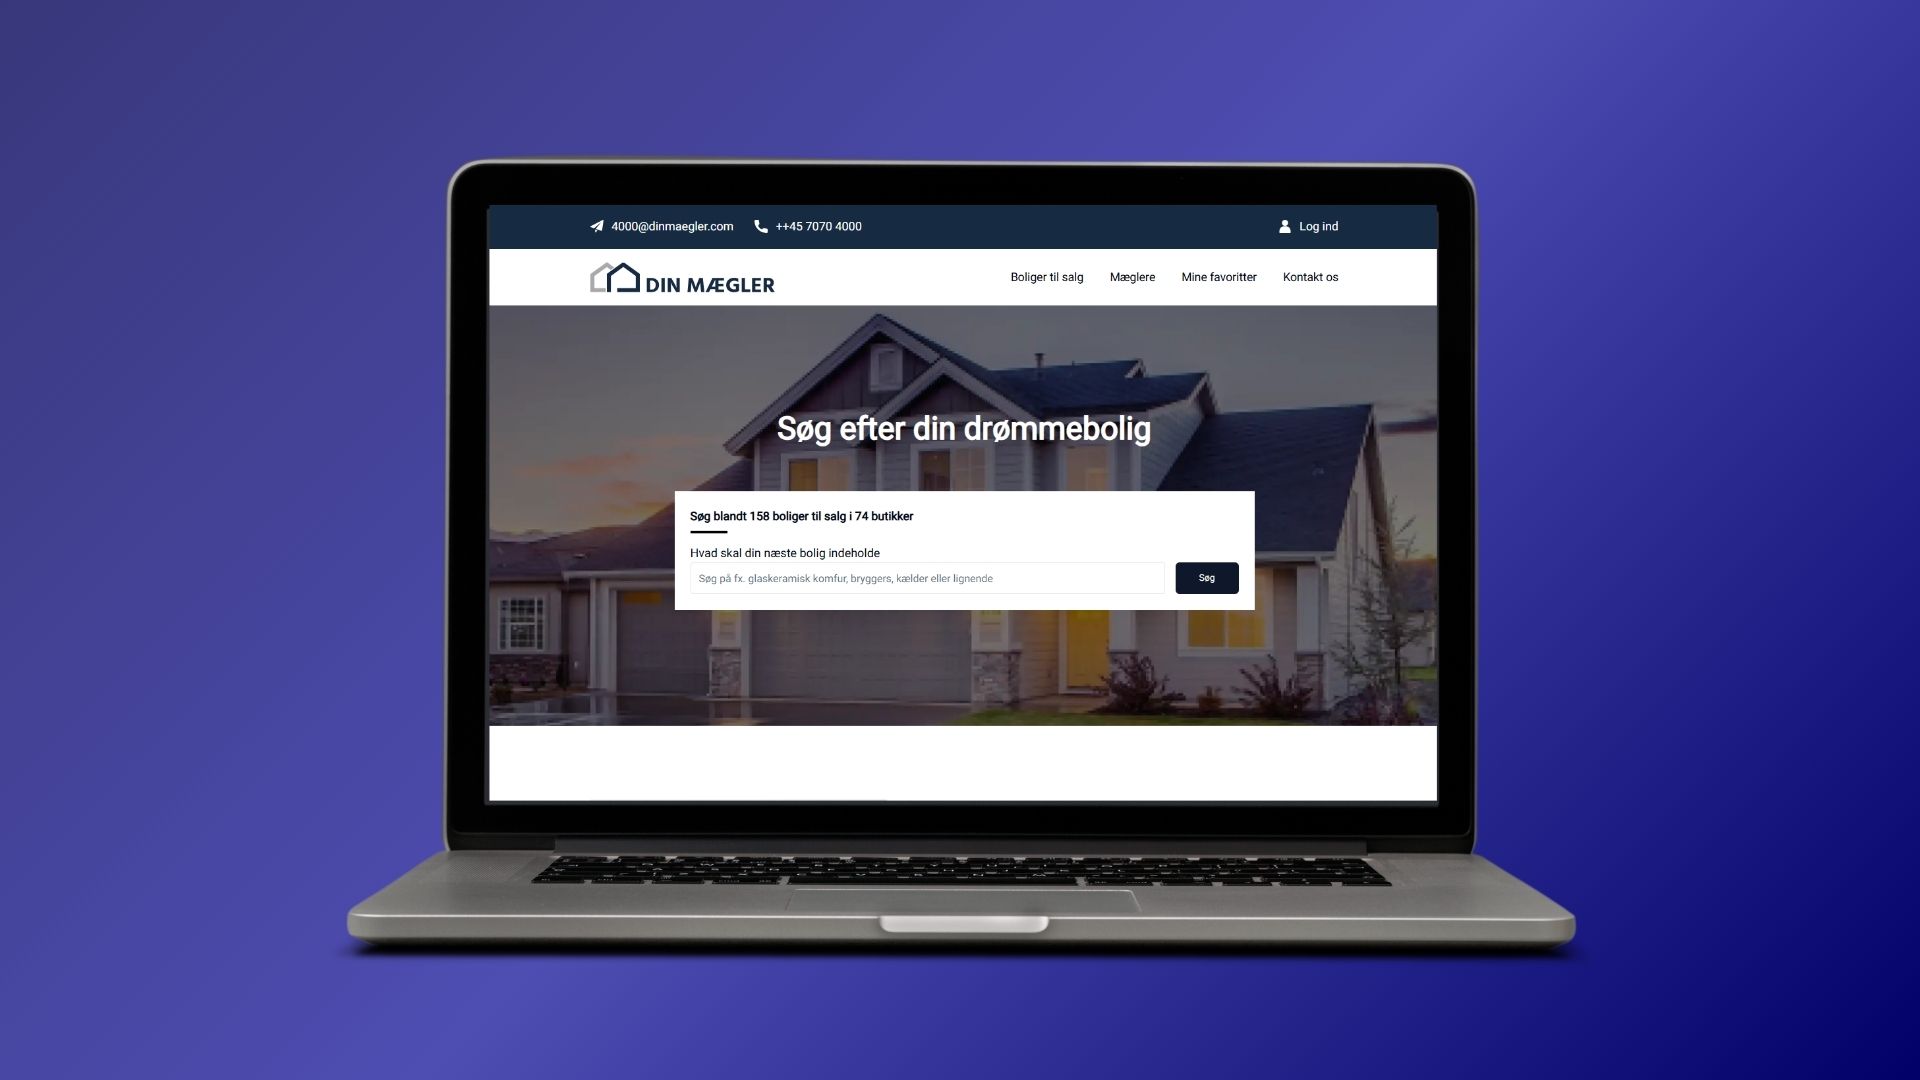 4000@dinmaegler.com ++45 7070 4000 Log ind
DIN MÆGLER Boliger til salg Mæglere Mine favoritter Kontakt os
Søg efter din drømmebolig
Søg blandt 158 boliger til salg i 74 butikker
Hvad skal din næste bolig indeholde
Søg på fx. glaskeramisk komfur, bryggers, kælder eller lignende Søg